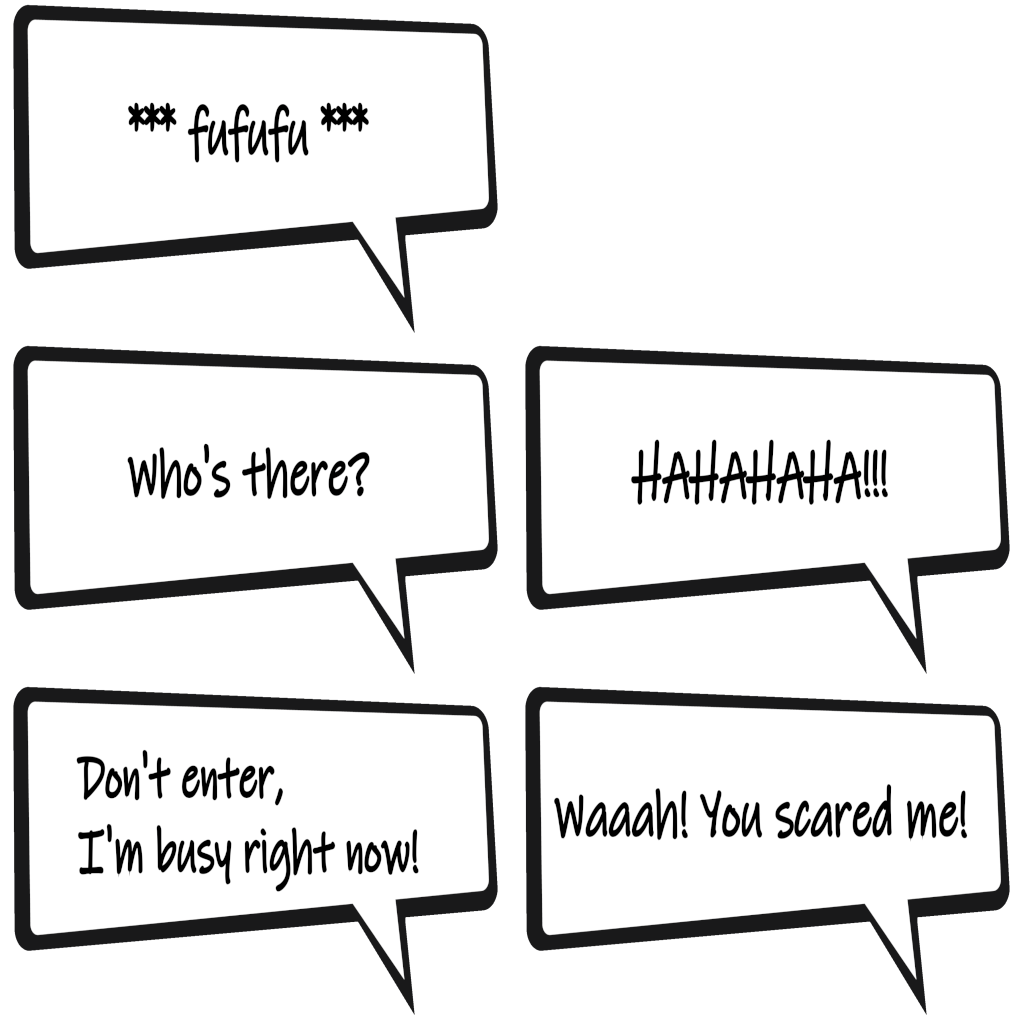 *** fufufu ***
Who's there?
HAHAHAHA!!!
Don't enter,
I'm busy right now!
Waaah! You scared me!